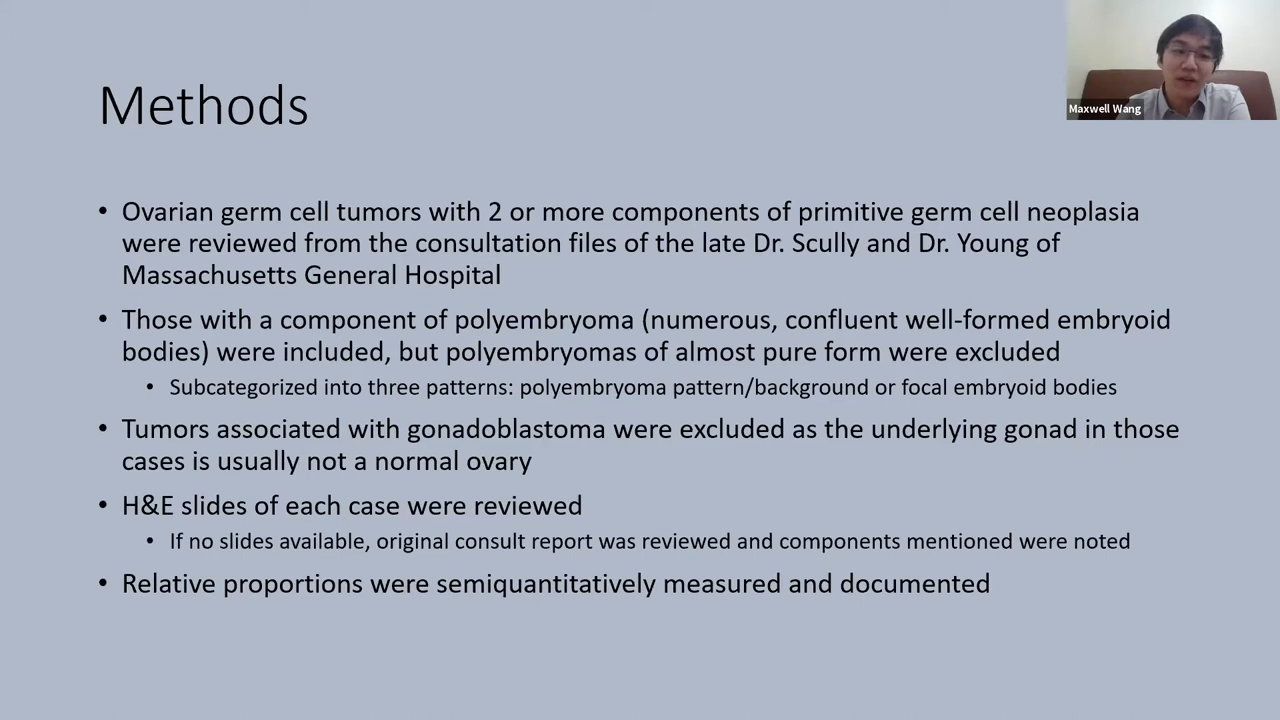 Methods
Maxwell Wang
• Ovarian germ cell tumors with 2 or more components of primitive germ cell neoplasia
were reviewed from the consultation files of the late Dr. Scully and Dr. Young of
Massachusetts General Hospital
• Those with a component of polyembryoma (numerous, confluent well-formed embryoid
bodies) were included, but polyembryomas of almost pure form were excluded
• Subcategorized into three patterns: polyembryoma pattern/background or focal embryoid bodies
• Tumors associated with gonadoblastoma were excluded as the underlying gonad in those
cases is usually not a normal ovary
• H&E slides of each case were reviewed
• If no slides available, original consult report was reviewed and components mentioned were noted
• Relative proportions were semiquantitatively measured and documented